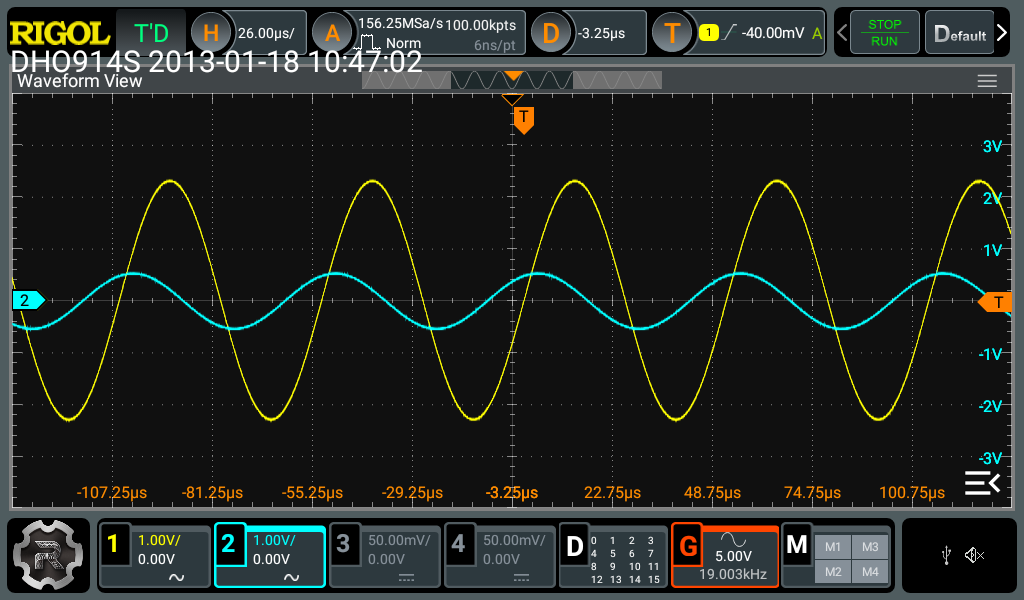 RIGOL T'D H 26.00µs/ A 156.25MSa/s 100.00kpts D -3.25µs T 1 -40.00mV A STOP Default
Norm 6ns/pt RUN
DHO914S 2013-01-18 10:47:02
Waveform View
T
3V
2V
1V
2 T
-1V
-2V
-3V
-107.25µs -81.25µs -55.25µs -29.25µs -3.25µs 22.75µs 48.75µs 74.75µs 100.75µs
1 1.00V/ 2 1.00V/ 3 50.00mV/ 4 50.00mV/ D 0 1 2 3 G 5.00V M M1 M3
0.00V 0.00V 0.00V 0.00V 4 5 6 7 19.003kHz M2 M4
8 9 10 11
12 13 14 15
R